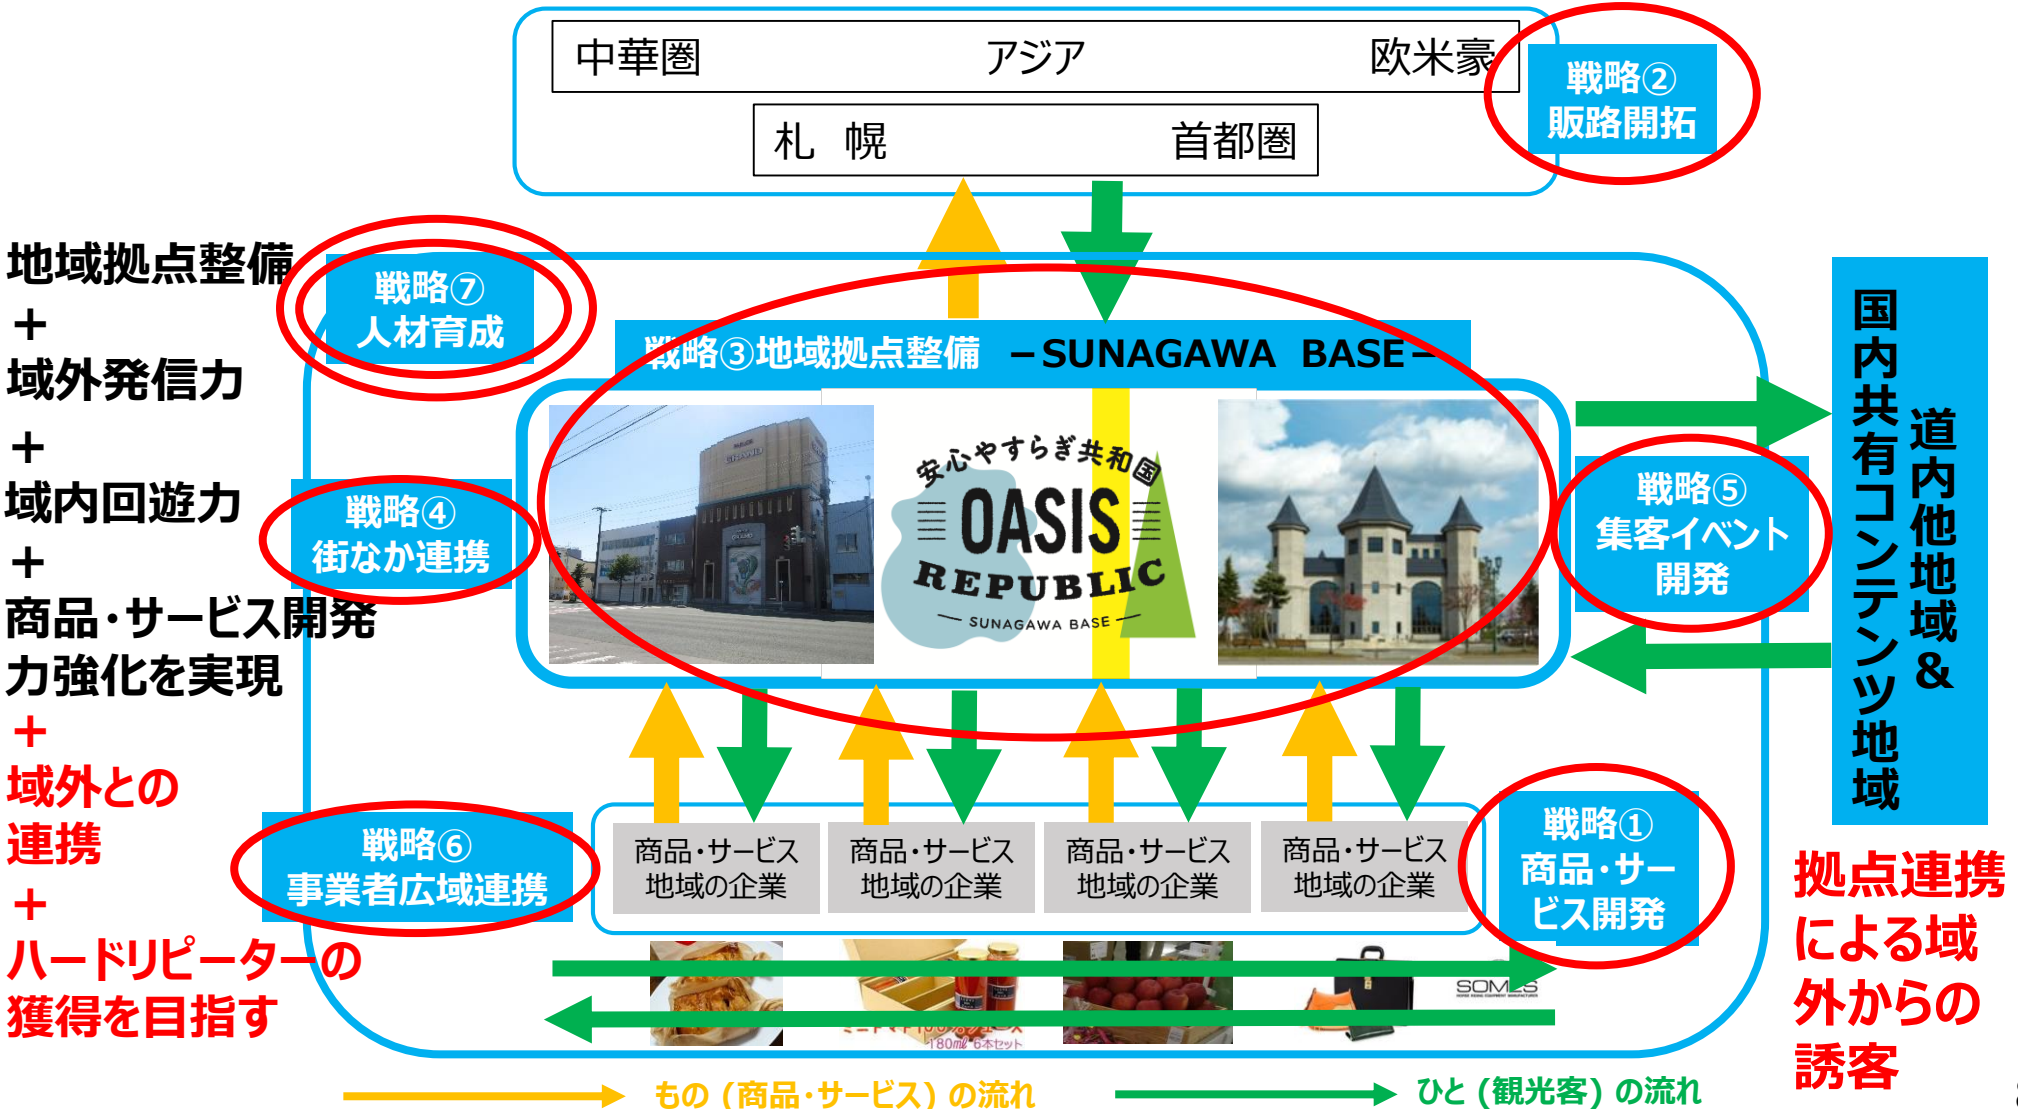 中華圏 アジア 欧米豪
札 幌 首都圏
戦略②
販路開拓
地域拠点整備
+
域外発信力
+
域内回遊力
+
商品・サービス開発
力強化を実現
+
域外との
連携
+
ハードリピーターの
獲得を目指す
戦略⑦
人材育成
戦略③地域拠点整備 －SUNAGAWA BASE－
安心やすらぎ共和国
OASIS
REPUBLIC
SUNAGAWA BASE
戦略④
街なか連携
戦略⑤
集客イベント
開発
道内他地域&
国内共有コンテンツ地域
戦略⑥
事業者広域連携
商品・サービス
地域の企業
商品・サービス
地域の企業
商品・サービス
地域の企業
商品・サービス
地域の企業
戦略①
商品・サー
ビス開発
SOMES
180ml 6本セット
拠点連携
による域
外からの
誘客
もの (商品・サービス) の流れ
ひと (観光客) の流れ